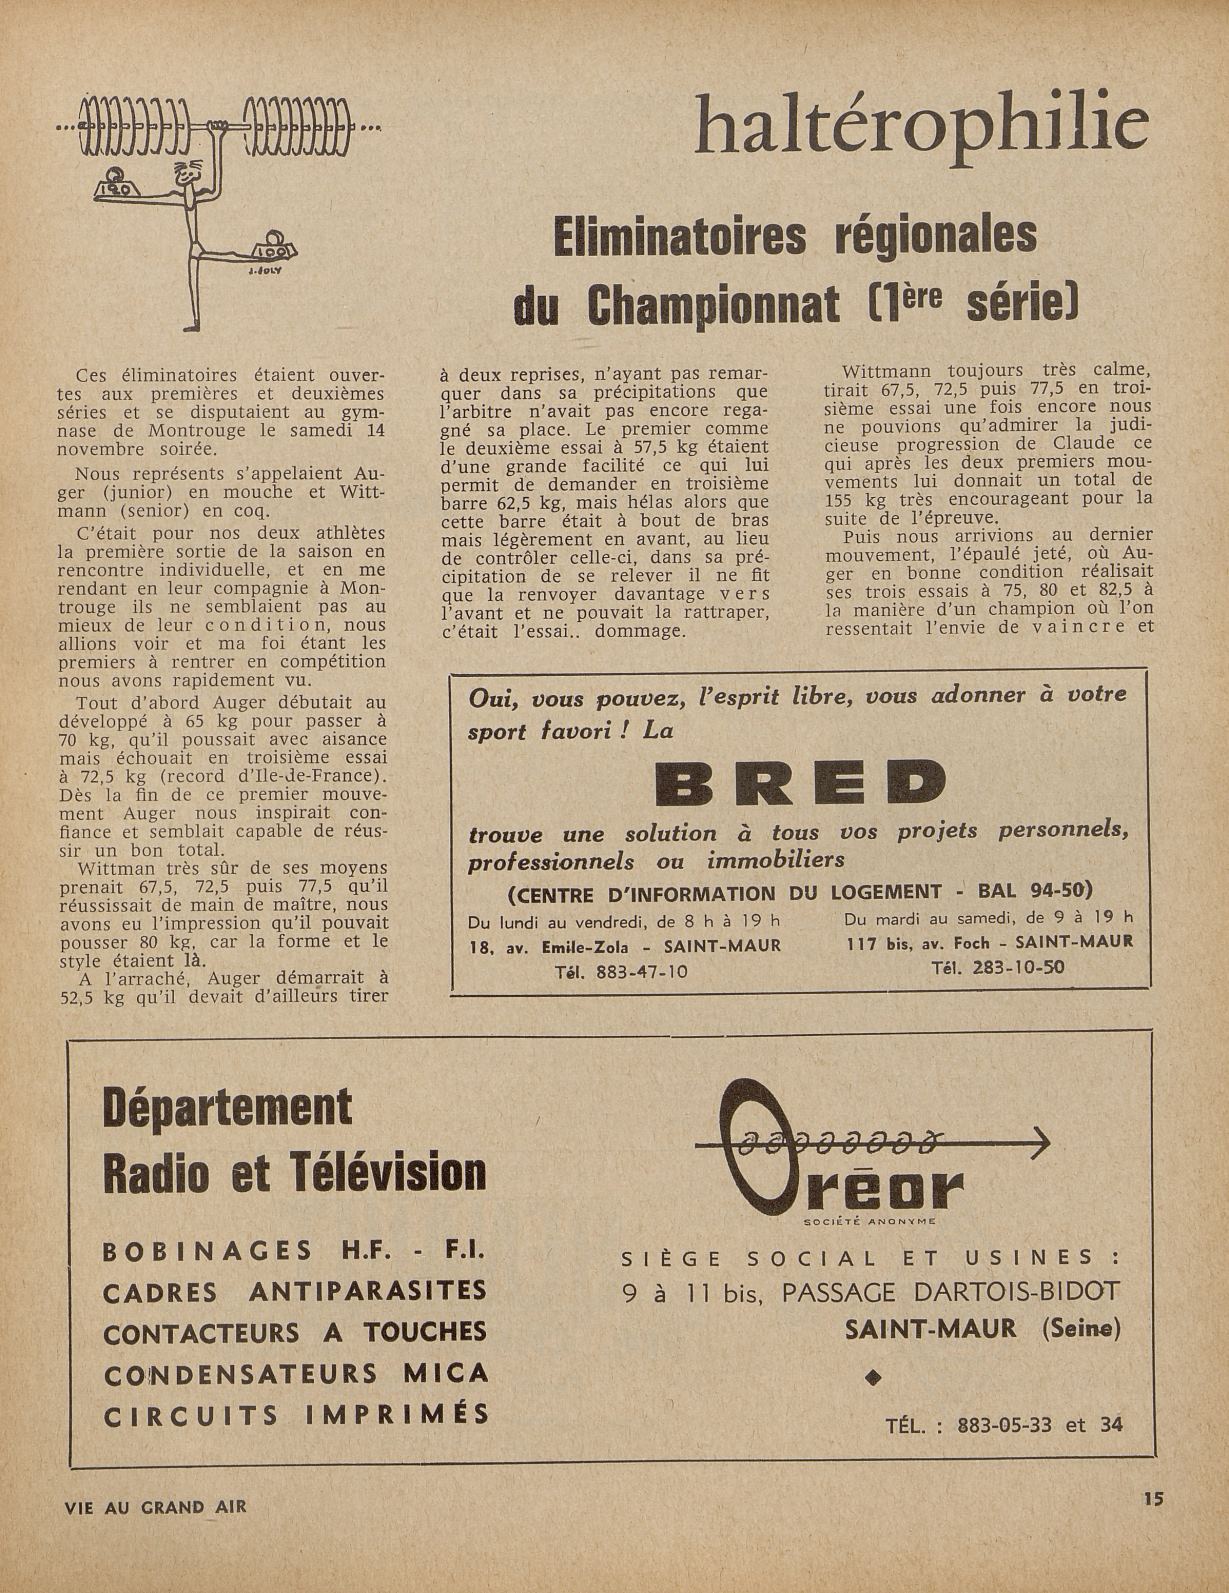 haltérophilie
120
100
J. JOLY
Eliminatoires régionales
du Championnat (1ère série)
Ces éliminatoires étaient ouver-
tes aux premières et deuxièmes
séries et se disputaient au gym-
nase de Montrouge le samedi 14
novembre soirée.
Nous représents s'appelaient Au-
ger (junior) en mouche et Witt-
mann (senior) en coq.
C'était pour nos deux athlètes
la première sortie de la saison en
rencontre individuelle, et en me
rendant en leur compagnie à Mon-
trouge ils ne semblaient pas au
mieux de leur condition, nous
allions voir et ma foi étant les
premiers à rentrer en compétition
nous avons rapidement vu.
Tout d'abord Auger débutait au
développé à 65 kg pour passer à
70 kg, qu'il poussait avec aisance
mais échouait en troisième essai
à 72,5 kg (record d'Ile-de-France).
Dès la fin de ce premier mouve-
ment Auger nous inspirait con-
fiance et semblait capable de réus-
sir un bon total.
Wittman très sûr de ses moyens
prenait 67,5, 72,5 puis 77,5 qu'il
réussissait de main de maître, nous
avons eu l'impression qu'il pouvait
pousser 80 kg, car la forme et le
style étaient là.
A l'arraché, Auger démarrait à
52,5 kg qu'il devait d'ailleurs tirer
à deux reprises, n'ayant pas remar-
quer dans sa précipitations que
l'arbitre n'avait pas encore rega-
gné sa place. Le premier comme
le deuxième essai à 57,5 kg étaient
d'une grande facilité ce qui lui
permit de demander en troisième
barre 62,5 kg, mais hélas alors que
cette barre était à bout de bras
mais légèrement en avant, au lieu
de contrôler celle-ci, dans sa pré-
cipitation de se relever il ne fit
que la renvoyer davantage vers
l'avant et ne pouvait la rattraper,
c'était l'essai.. dommage.
Wittmann toujours très calme,
tirait 67,5, 72,5 puis 77,5 en troi-
sième essai une fois encore nous
ne pouvions qu'admirer la judi-
cieuse progression de Claude ce
qui après les deux premiers mou-
vements lui donnait un total de
155 kg très encourageant pour la
suite de l'épreuve.
Puis nous arrivions au dernier
mouvement, l'épaulé jeté, où Au-
ger en bonne condition réalisait
ses trois essais à 75, 80 et 82,5 à
la manière d'un champion où l'on
ressentait l'envie de vaincre et
Oui, vous pouvez, l'esprit libre, vous adonner à votre
sport favori ! La
BRED
trouve une solution à tous vos projets personnels,
professionnels ou immobiliers
(CENTRE D'INFORMATION DU LOGEMENT - BAL 94-50)
Du lundi au vendredi, de 8 h à 19 h
18, av. Emile-Zola - SAINT-MAUR
Tél. 883-47-10
Du mardi au samedi, de 9 à 19 h
117 bis, av. Foch - SAINT-MAUR
Tél. 283-10-50
Département
Radio et Télévision
BOBINAGES H.F. - F.I.
CADRES ANTIPARASITES
CONTACTEURS A TOUCHES
CONDENSATEURS MICA
CIRCUITS IMPRIMÉS
Oréor
SOCIÉTÉ ANONYME
SIÈGE SOCIAL ET USINES :
9 à 11 bis, PASSAGE DARTOIS-BIDOT
SAINT-MAUR (Seine)
TÉL. : 883-05-33 et 34
VIE AU GRAND AIR
15